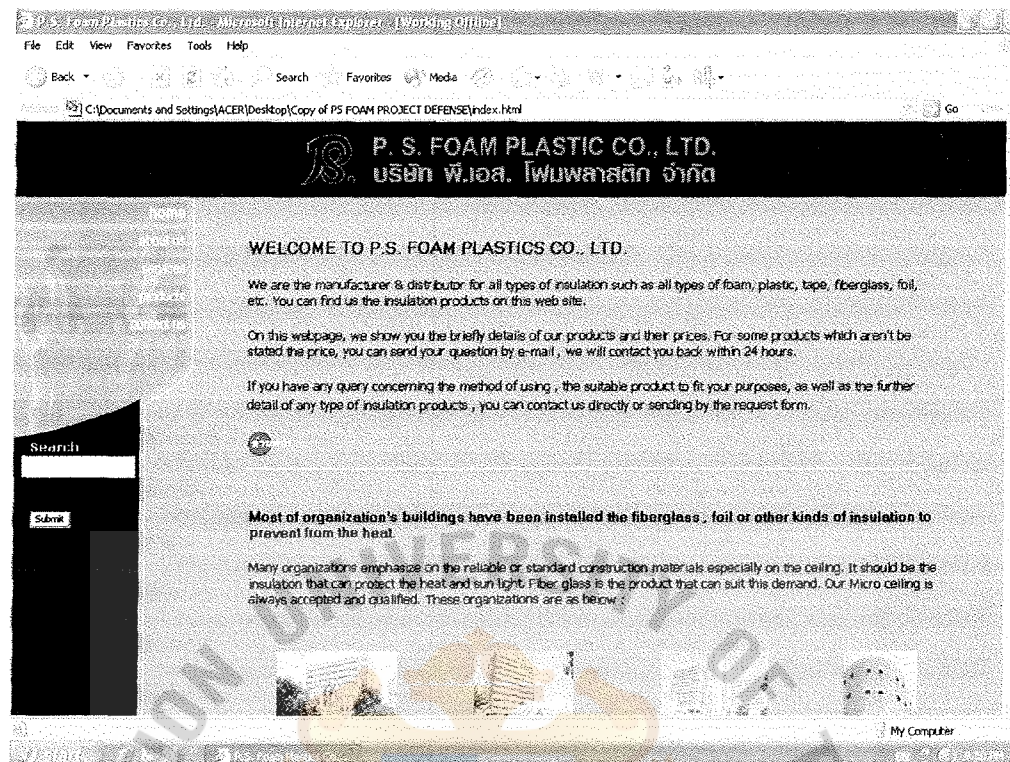 P.S. Foam Plastics Co., Ltd. - Microsoft Internet Explorer - [Working Offline]
File Edit View Favorites Tools Help
Back Search Favorites Media
C:\Documents and Settings\ACER\Desktop\Copy of PS FOAM PROJECT DEFENSE\index.html Go
P. S. FOAM PLASTIC CO., LTD.
บริษัท พี.เอส. โฟมพลาสติก จำกัด
home
products
contact us
WELCOME TO P.S. FOAM PLASTICS CO., LTD.
We are the manufacturer & distributor for all types of insulation such as all types of foam, plastic, tape, fiberglass, foil,
etc. You can find us the insulation products on this web site.
On this webpage, we show you the briefly details of our products and their prices. For some products which aren't be
stated the price, you can send your question by e-mail , we will contact you back within 24 hours.
If you have any query concerning the method of using , the suitable product to fit your purposes, as well as the further
detail of any type of insulation products , you can contact us directly or sending by the request form.
Search
Submit
Most of organization's buildings have been installed the fiberglass , foil or other kinds of insulation to
prevent from the heat
Many organizations emphasize on the reliable or standard construction materials especially on the ceiling. It should be the
insulation that can protect the heat and sun light. Fiber glass is the product that can suit this demand. Our Micro ceiling is
always accepted and qualified. These organizations are as below :
UNIVERSITY OF
My Computer